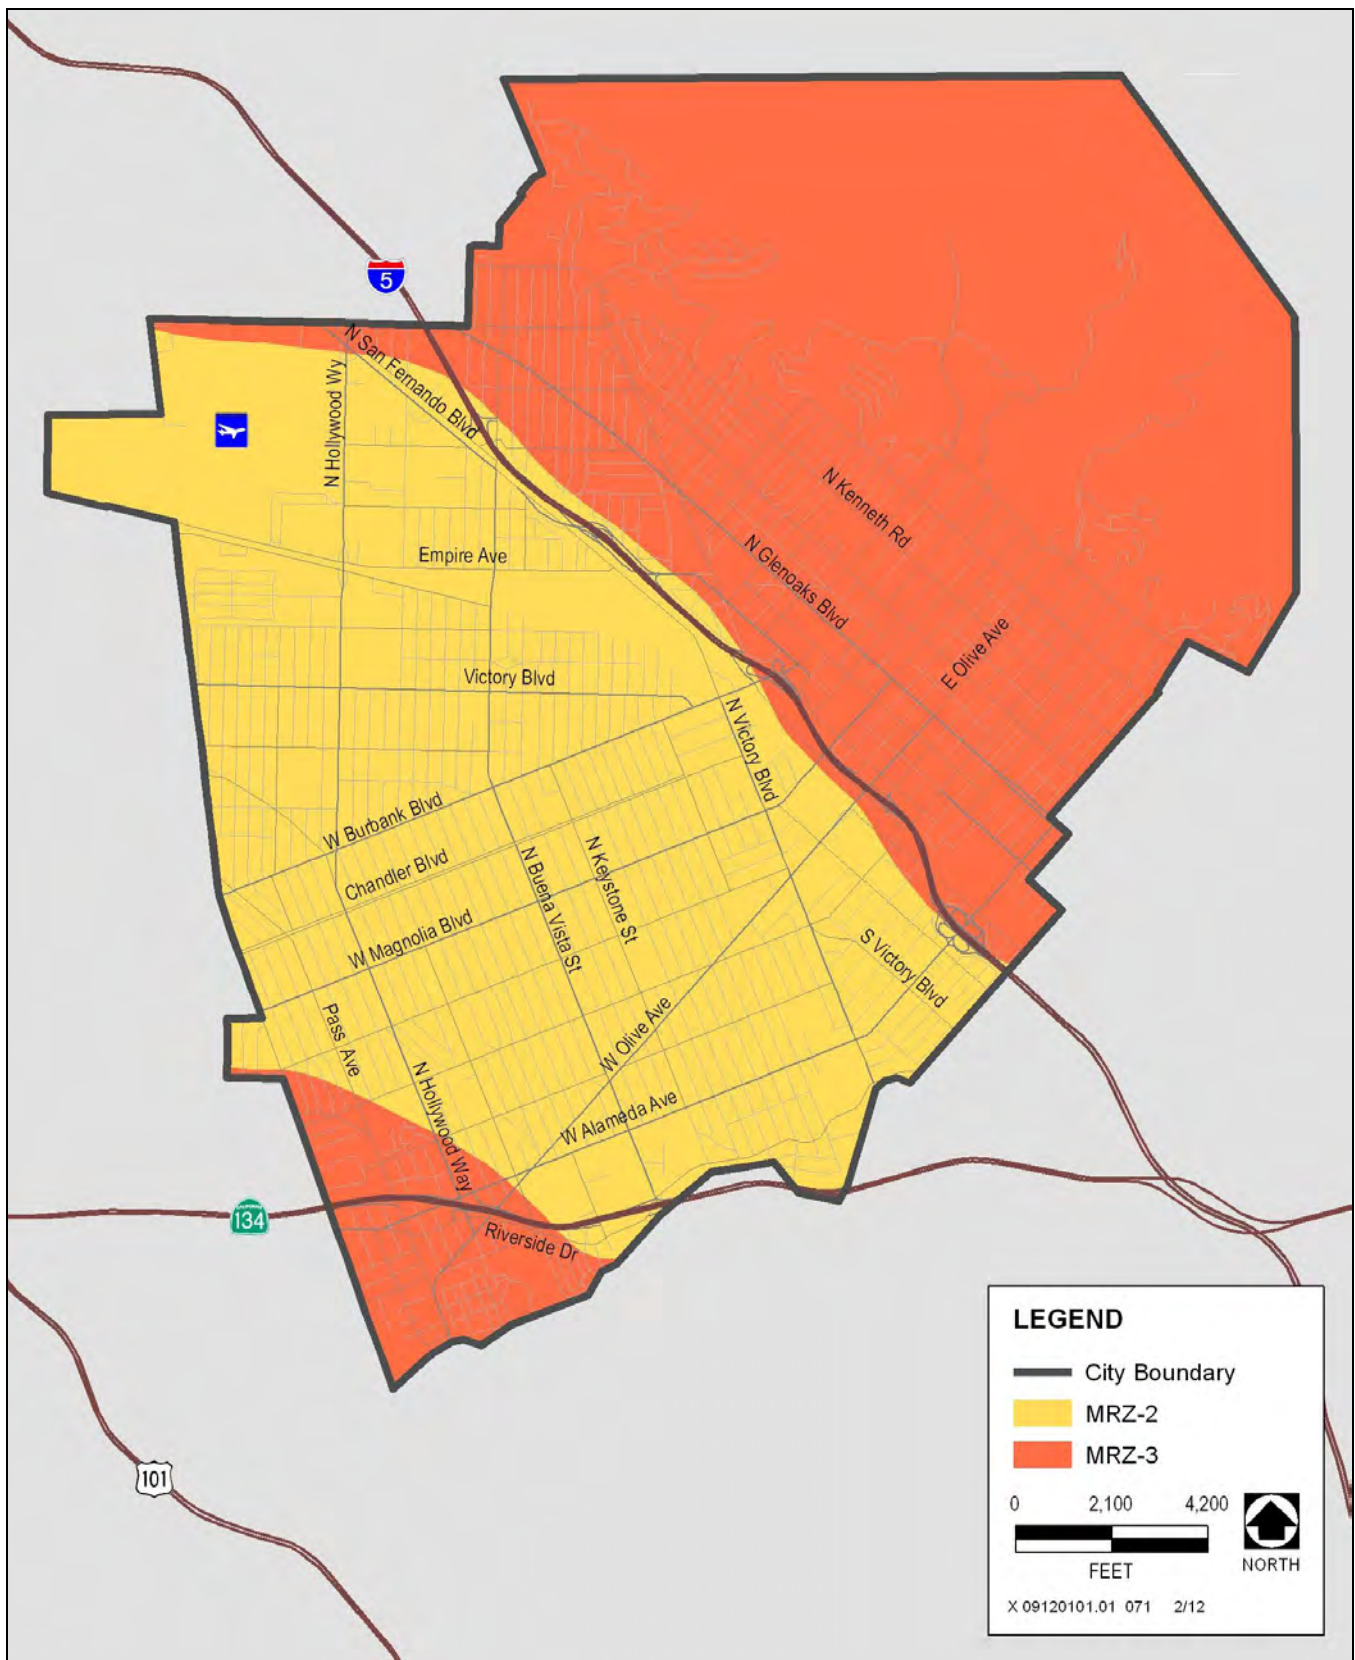 5
N San Fernando Blvd
N Hollywood Wy
N Kenneth Rd
Empire Ave
N Glenoaks Blvd
E Olive Ave
Victory Blvd
N Victory Blvd
W Burbank Blvd
Chandler Blvd
N Keystone St
N Buena Vista St
W Magnolia Blvd
S Victory Blvd
Pass Ave
W Olive Ave
N Hollywood Way
W Alameda Ave
CALIFORNIA
134
Riverside Dr
101
LEGEND
City Boundary
MRZ-2
MRZ-3
0 2,100 4,200
FEET
NORTH
X 09120101.01 071 2/12